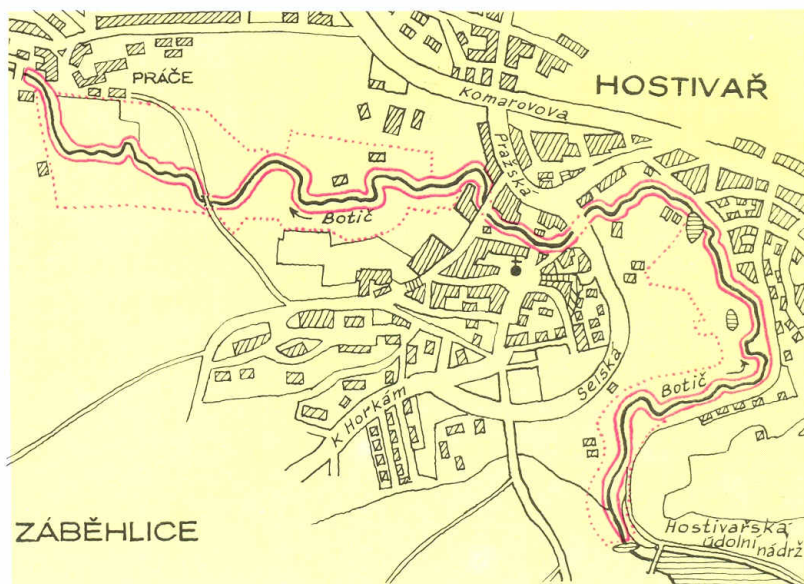 PRÁČE
HOSTIVAŘ
Komarovova
Pražská
Botič
Selská
Botič
K Horkám
ZÁBĚHLICE
Hostivařská
údolní
nádrž